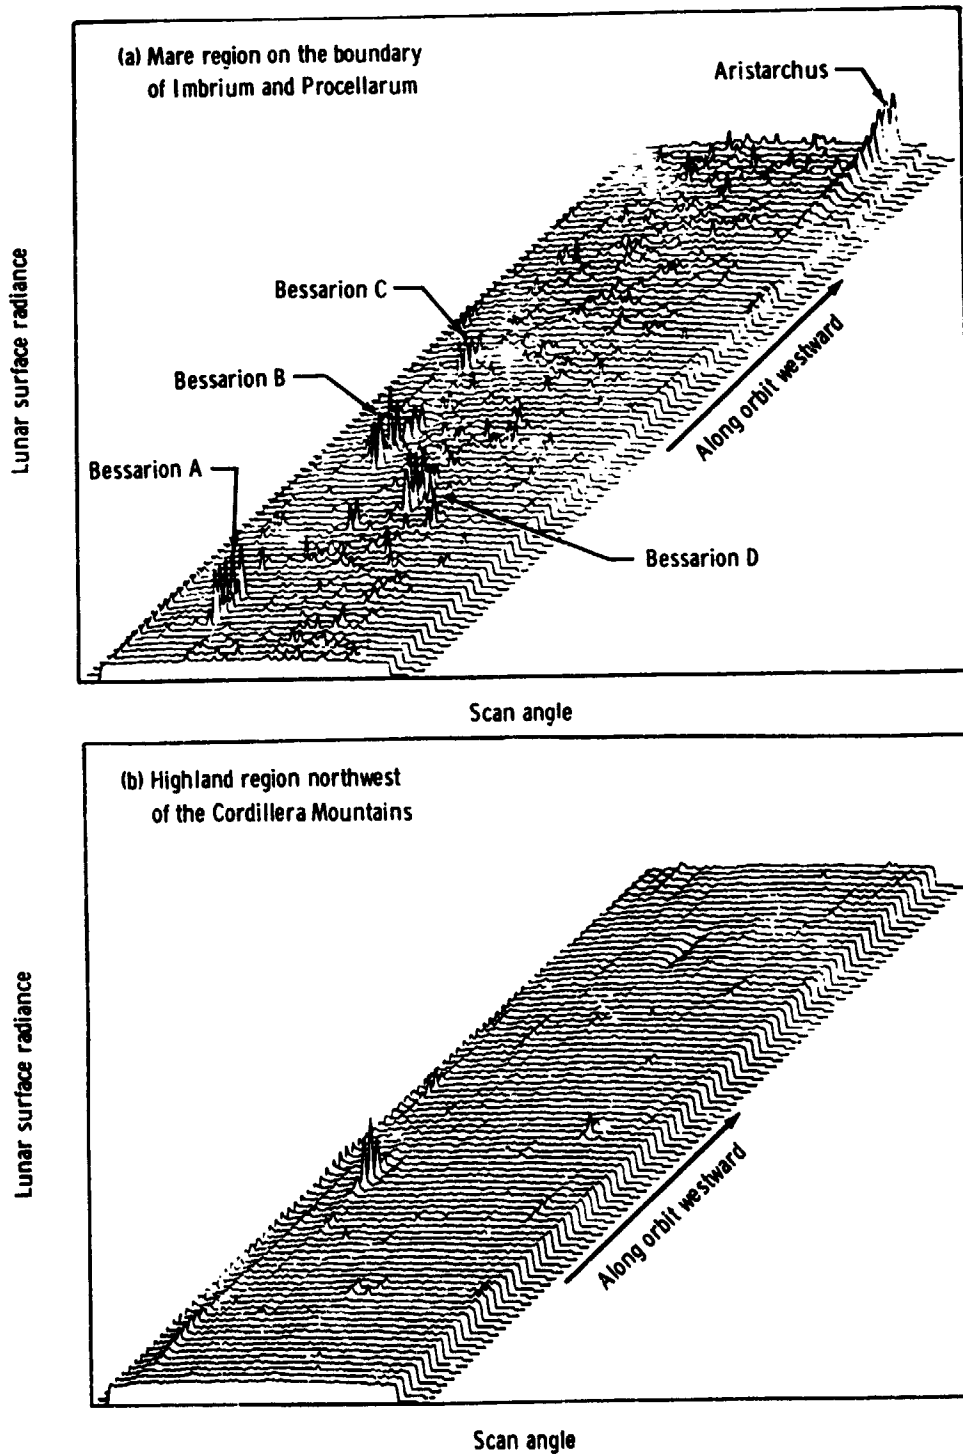 (a) Mare region on the boundary
of Imbrium and Procellarum
Aristarchus
Bessarion C
Bessarion B
Bessarion A
Bessarion D
Along orbit westward
Lunar surface radiance
Scan angle
(b) Highland region northwest
of the Cordillera Mountains
Along orbit westward
Lunar surface radiance
Scan angle